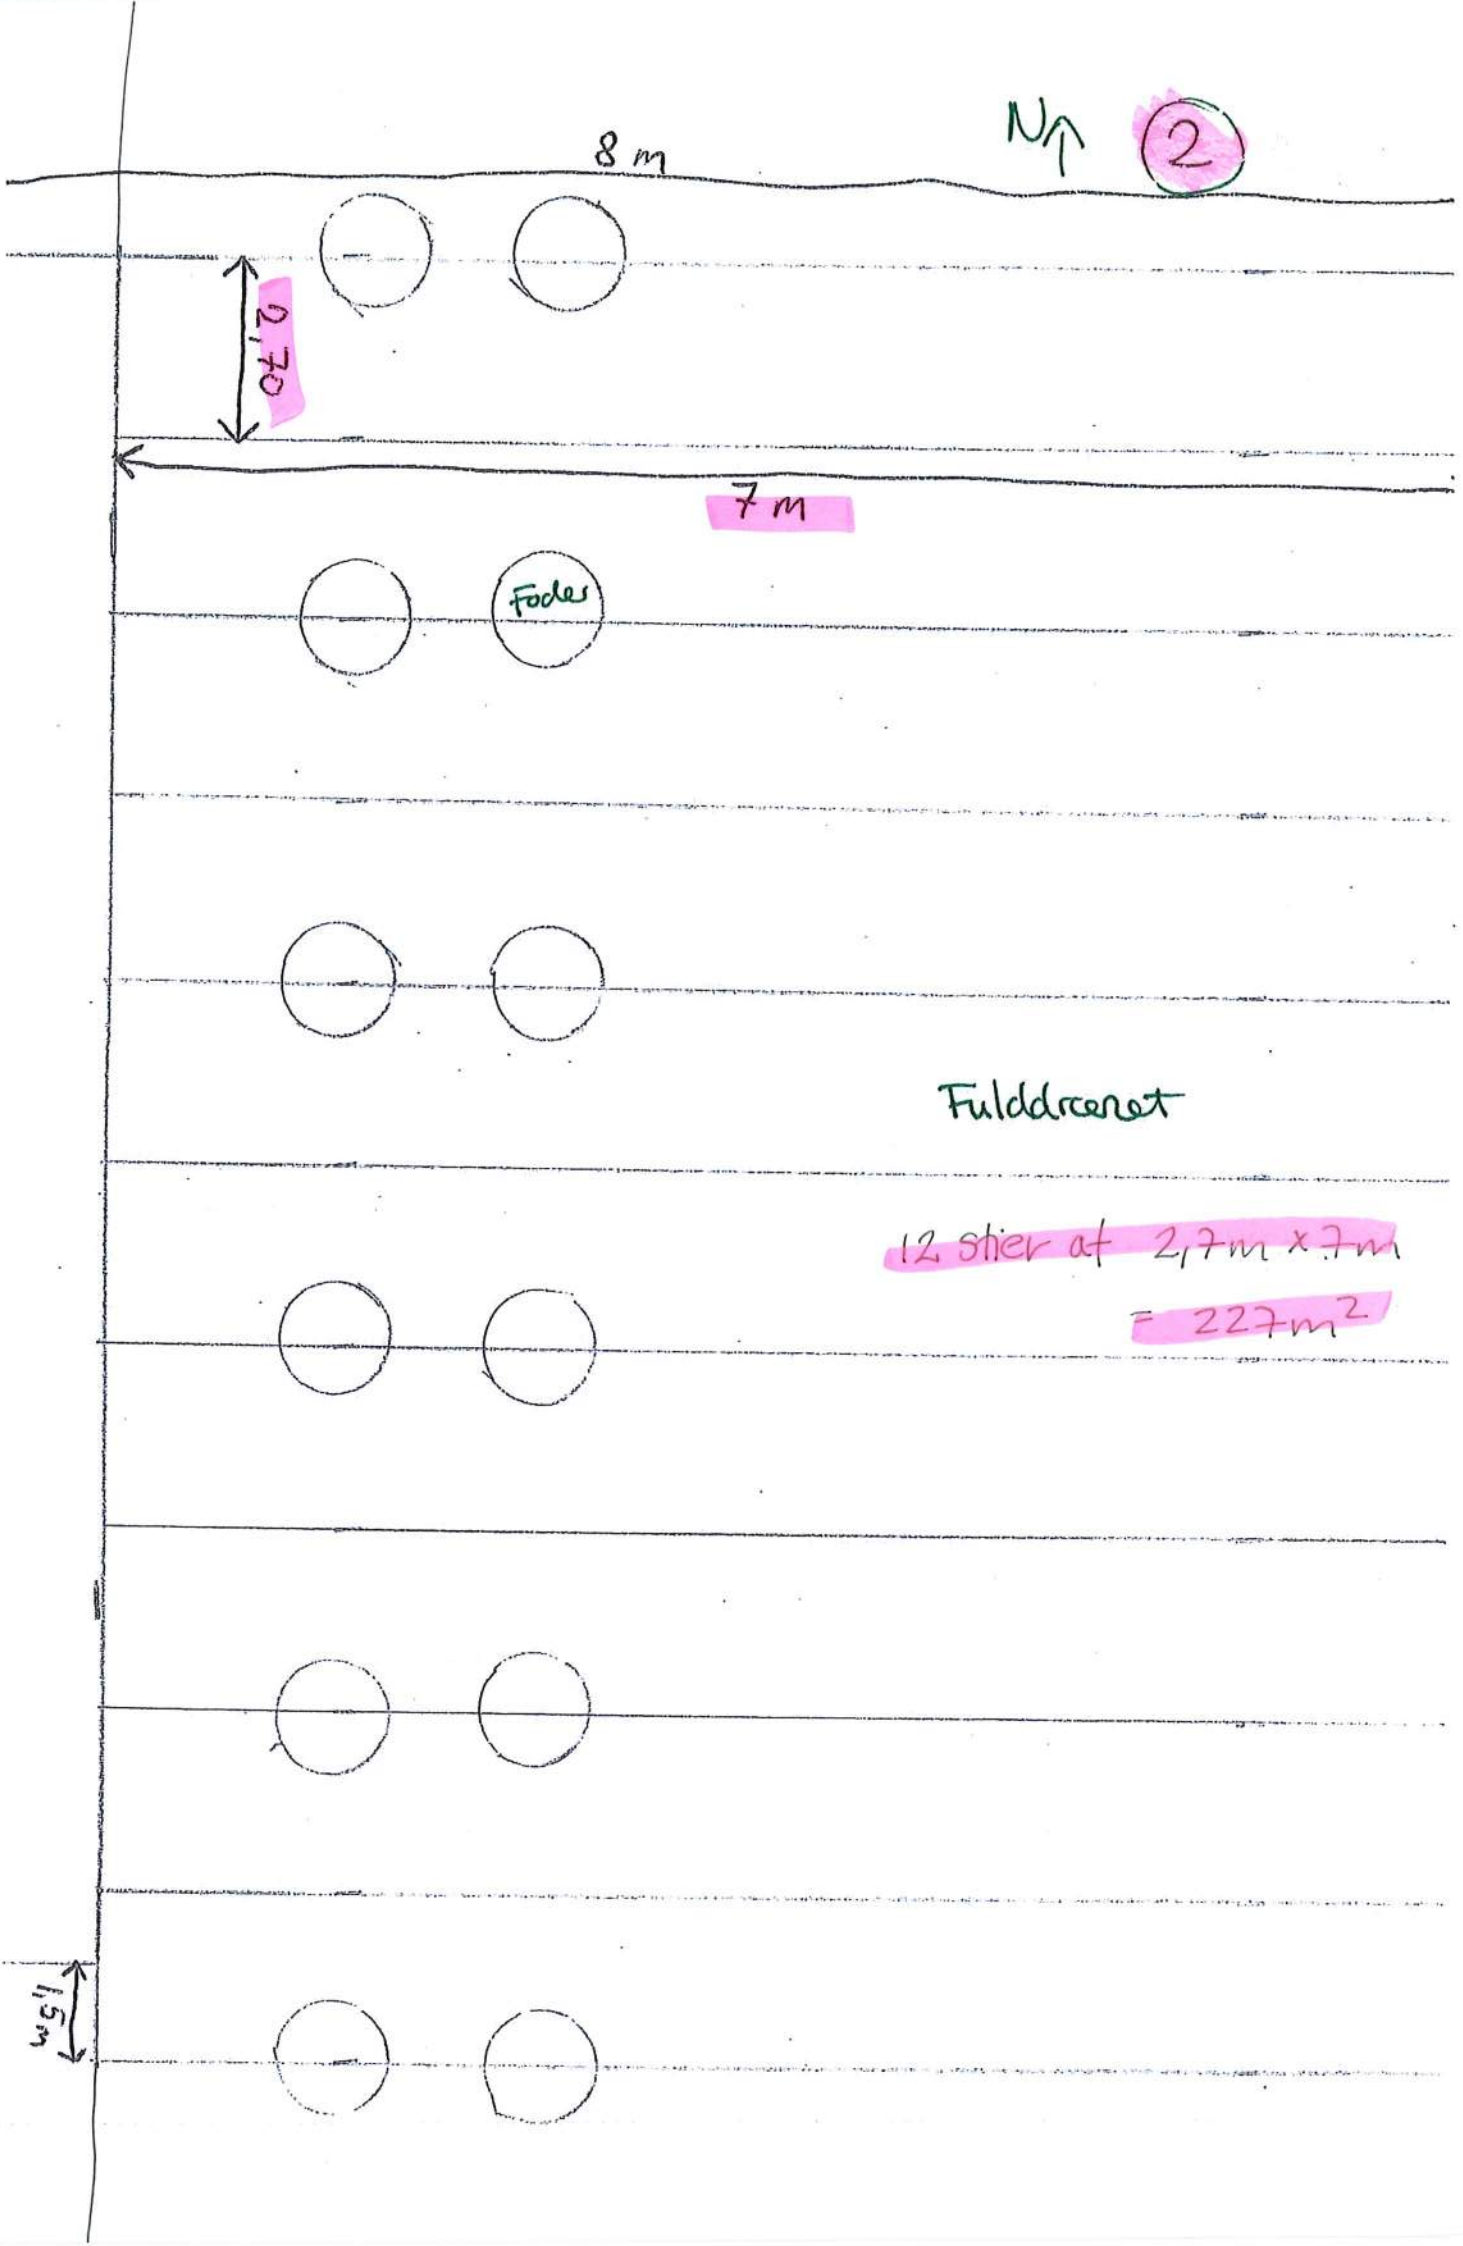 N↑ 2
8 m
2,70
7 m
Foder
Fulddrænet
12 stier af 2,7m x 7m
= 227m²
1,5m